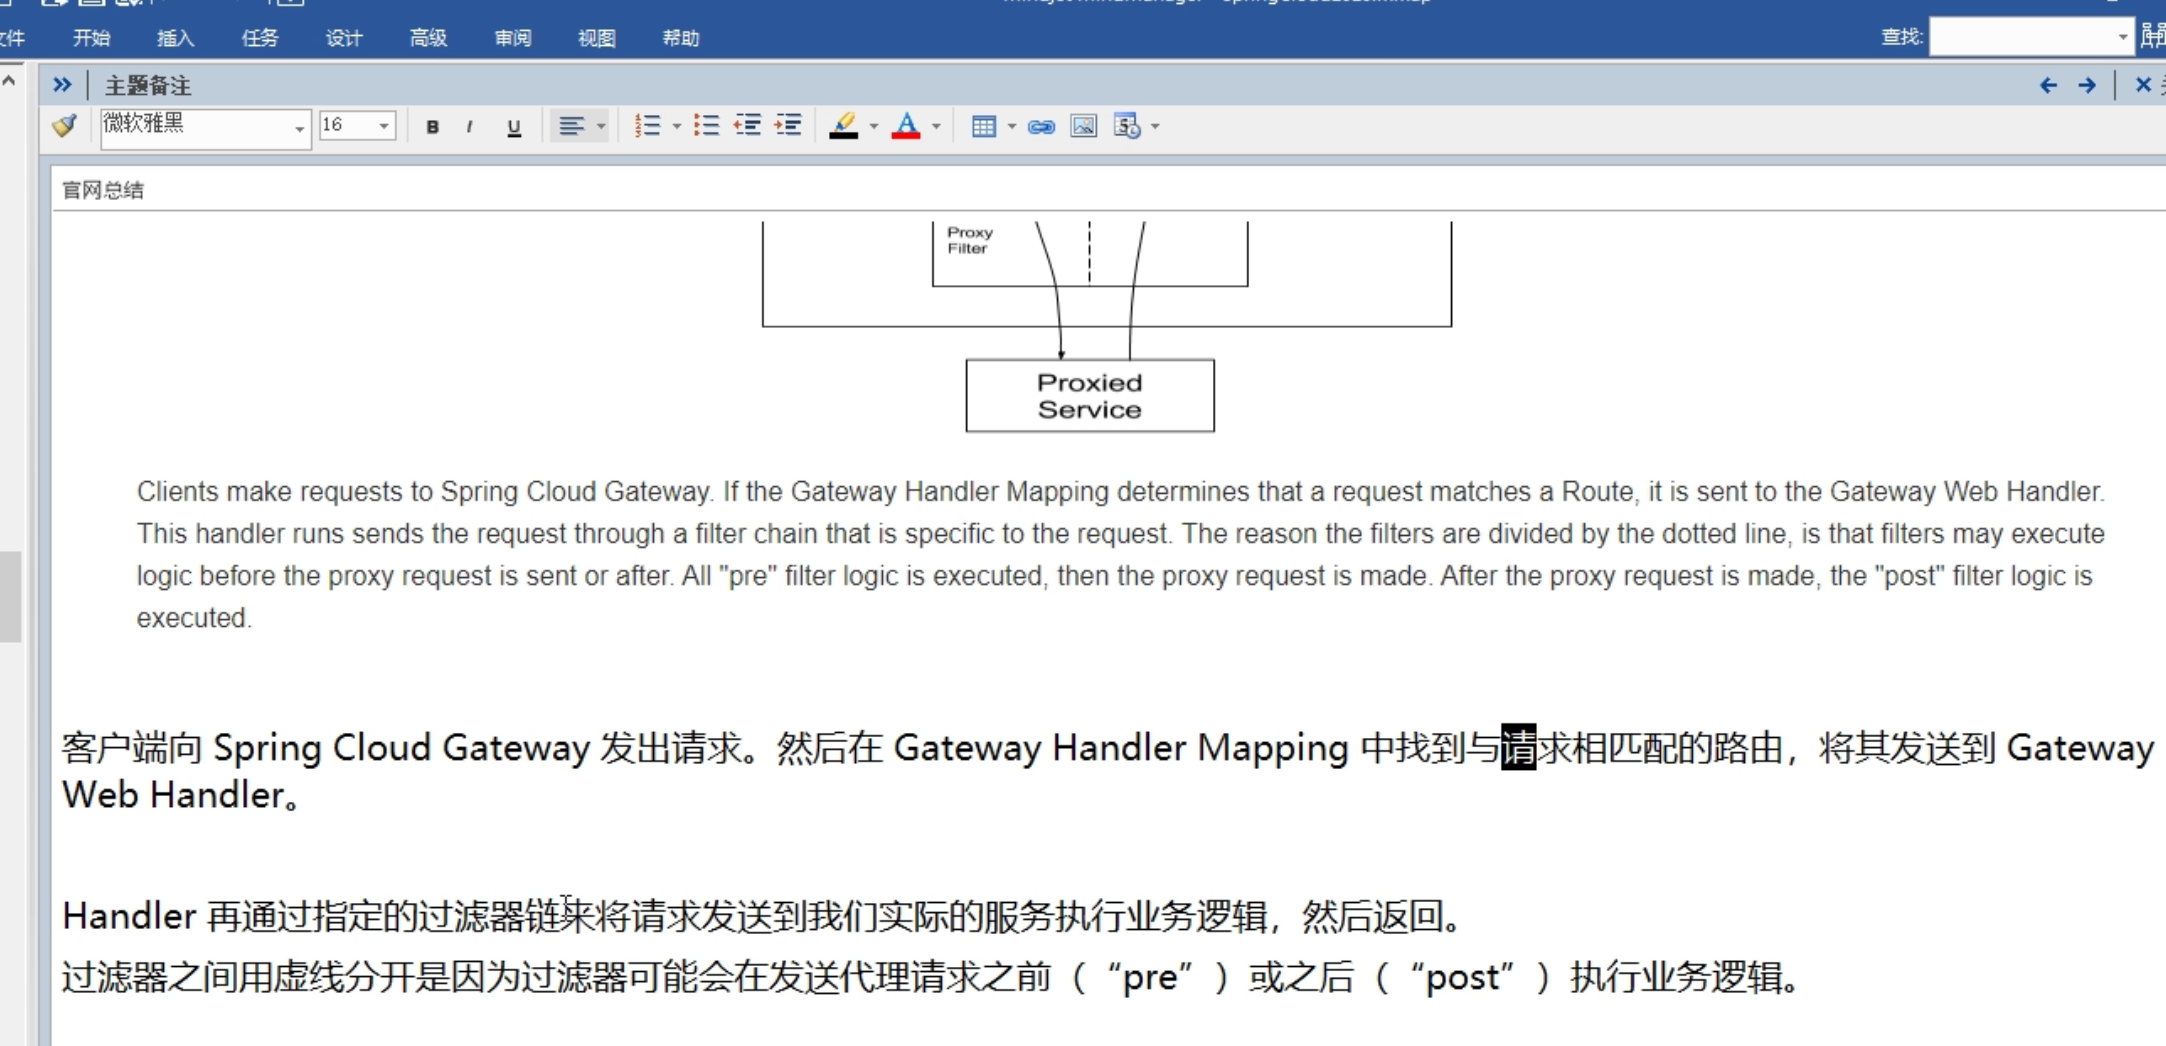 文件 开始 插入 任务 设计 高级 审阅 视图 帮助 查找:
主题备注
微软雅黑 16 B I U
官网总结
Proxy
Filter
Proxied
Service
Clients make requests to Spring Cloud Gateway. If the Gateway Handler Mapping determines that a request matches a Route, it is sent to the Gateway Web Handler.
This handler runs sends the request through a filter chain that is specific to the request. The reason the filters are divided by the dotted line, is that filters may execute
logic before the proxy request is sent or after. All "pre" filter logic is executed, then the proxy request is made. After the proxy request is made, the "post" filter logic is
executed.
客户端向 Spring Cloud Gateway 发出请求。然后在 Gateway Handler Mapping 中找到与请求相匹配的路由，将其发送到 Gateway
Web Handler。
Handler 再通过指定的过滤器链来将请求发送到我们实际的服务执行业务逻辑，然后返回。
过滤器之间用虚线分开是因为过滤器可能会在发送代理请求之前（“pre”）或之后（“post”）执行业务逻辑。